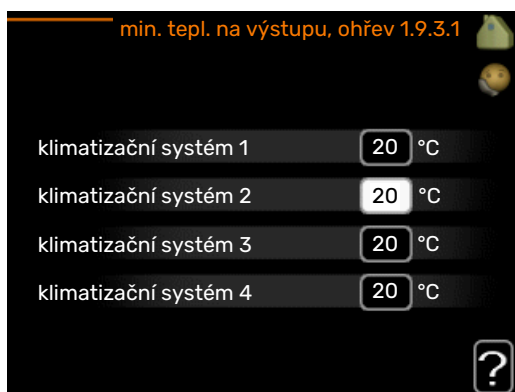 min. tepl. na výstupu, ohřev 1.9.3.1
klimatizační systém 1 20 °C
klimatizační systém 2 20 °C
klimatizační systém 3 20 °C
klimatizační systém 4 20 °C
?